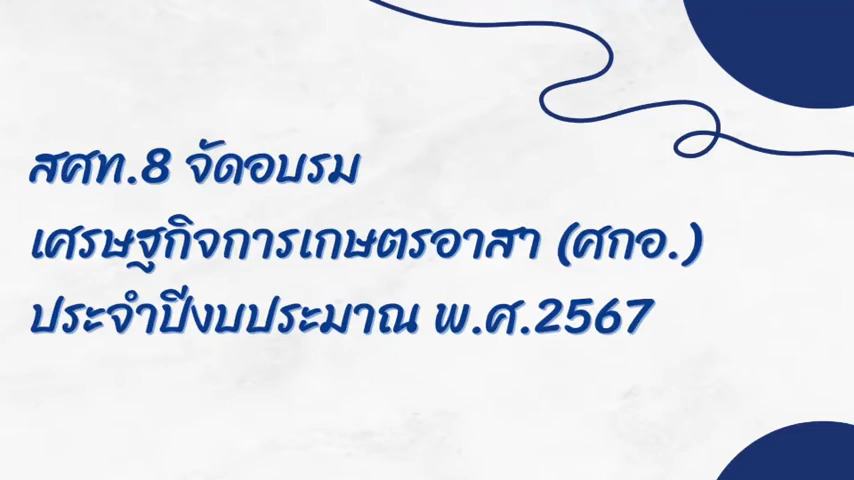 สศท.8 จัดอบรม
เศรษฐกิจการเกษตรอาสา (ศกอ.)
ประจำปีงบประมาณ พ.ศ.2567